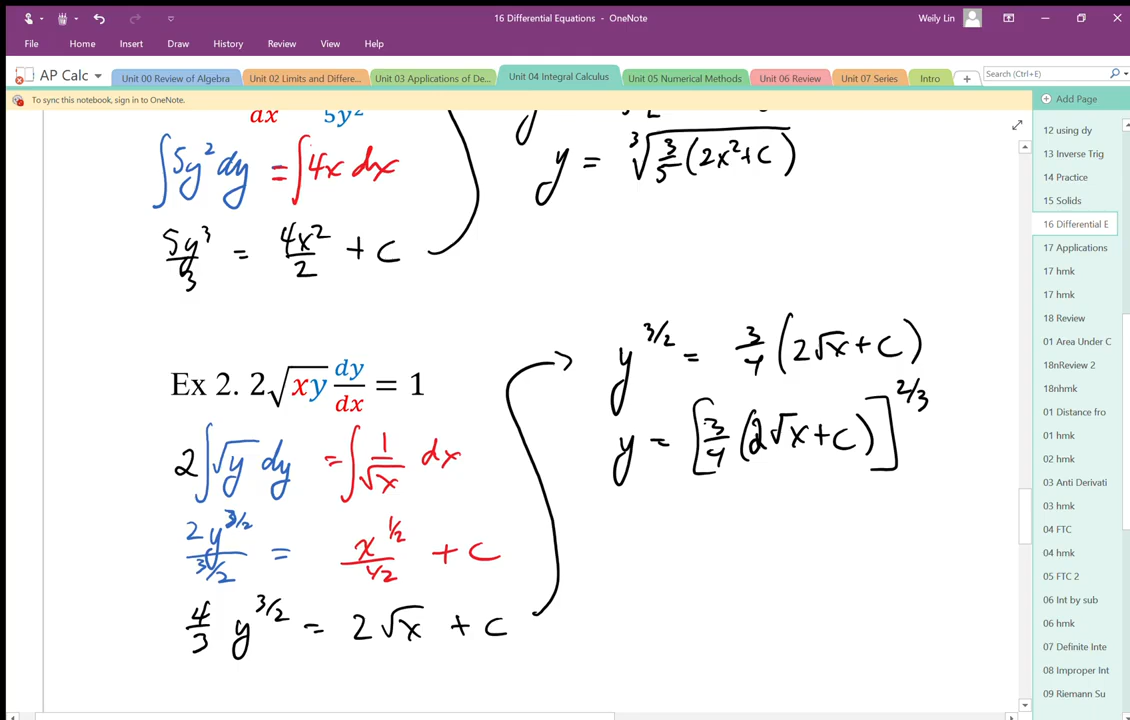 16 Differential Equations - OneNote
Weily Lin
File Home Insert Draw History Review View Help
AP Calc
Unit 00 Review of Algebra
Unit 02 Limits and Differe...
Unit 03 Applications of De...
Unit 04 Integral Calculus
Unit 05 Numerical Methods
Unit 06 Review
Unit 07 Series
Intro
Search (Ctrl+E)
To sync this notebook, sign in to OneNote.
dx 5y²
∫5y² dy = ∫4x dx
5y³/3 = 4x²/2 + C
y = ∛(3/5 (2x²+C))
Ex 2. 2√xy dy/dx = 1
2∫√y dy = ∫1/√x dx
2y^3/2 / 3/2 = x^1/2 / 1/2 + C
4/3 y^3/2 = 2√x + C
y^3/2 = 3/4 (2√x+C)
y = [3/4 (2√x+C)]^2/3
Add Page
12 using dy
13 Inverse Trig
14 Practice
15 Solids
16 Differential E
17 Applications
17 hmk
17 hmk
18 Review
01 Area Under C
18nReview 2
18nhmk
01 Distance fro
01 hmk
02 hmk
03 Anti Derivati
03 hmk
04 FTC
04 hmk
05 FTC 2
06 Int by sub
06 hmk
07 Definite Inte
08 Improper Int
09 Riemann Su